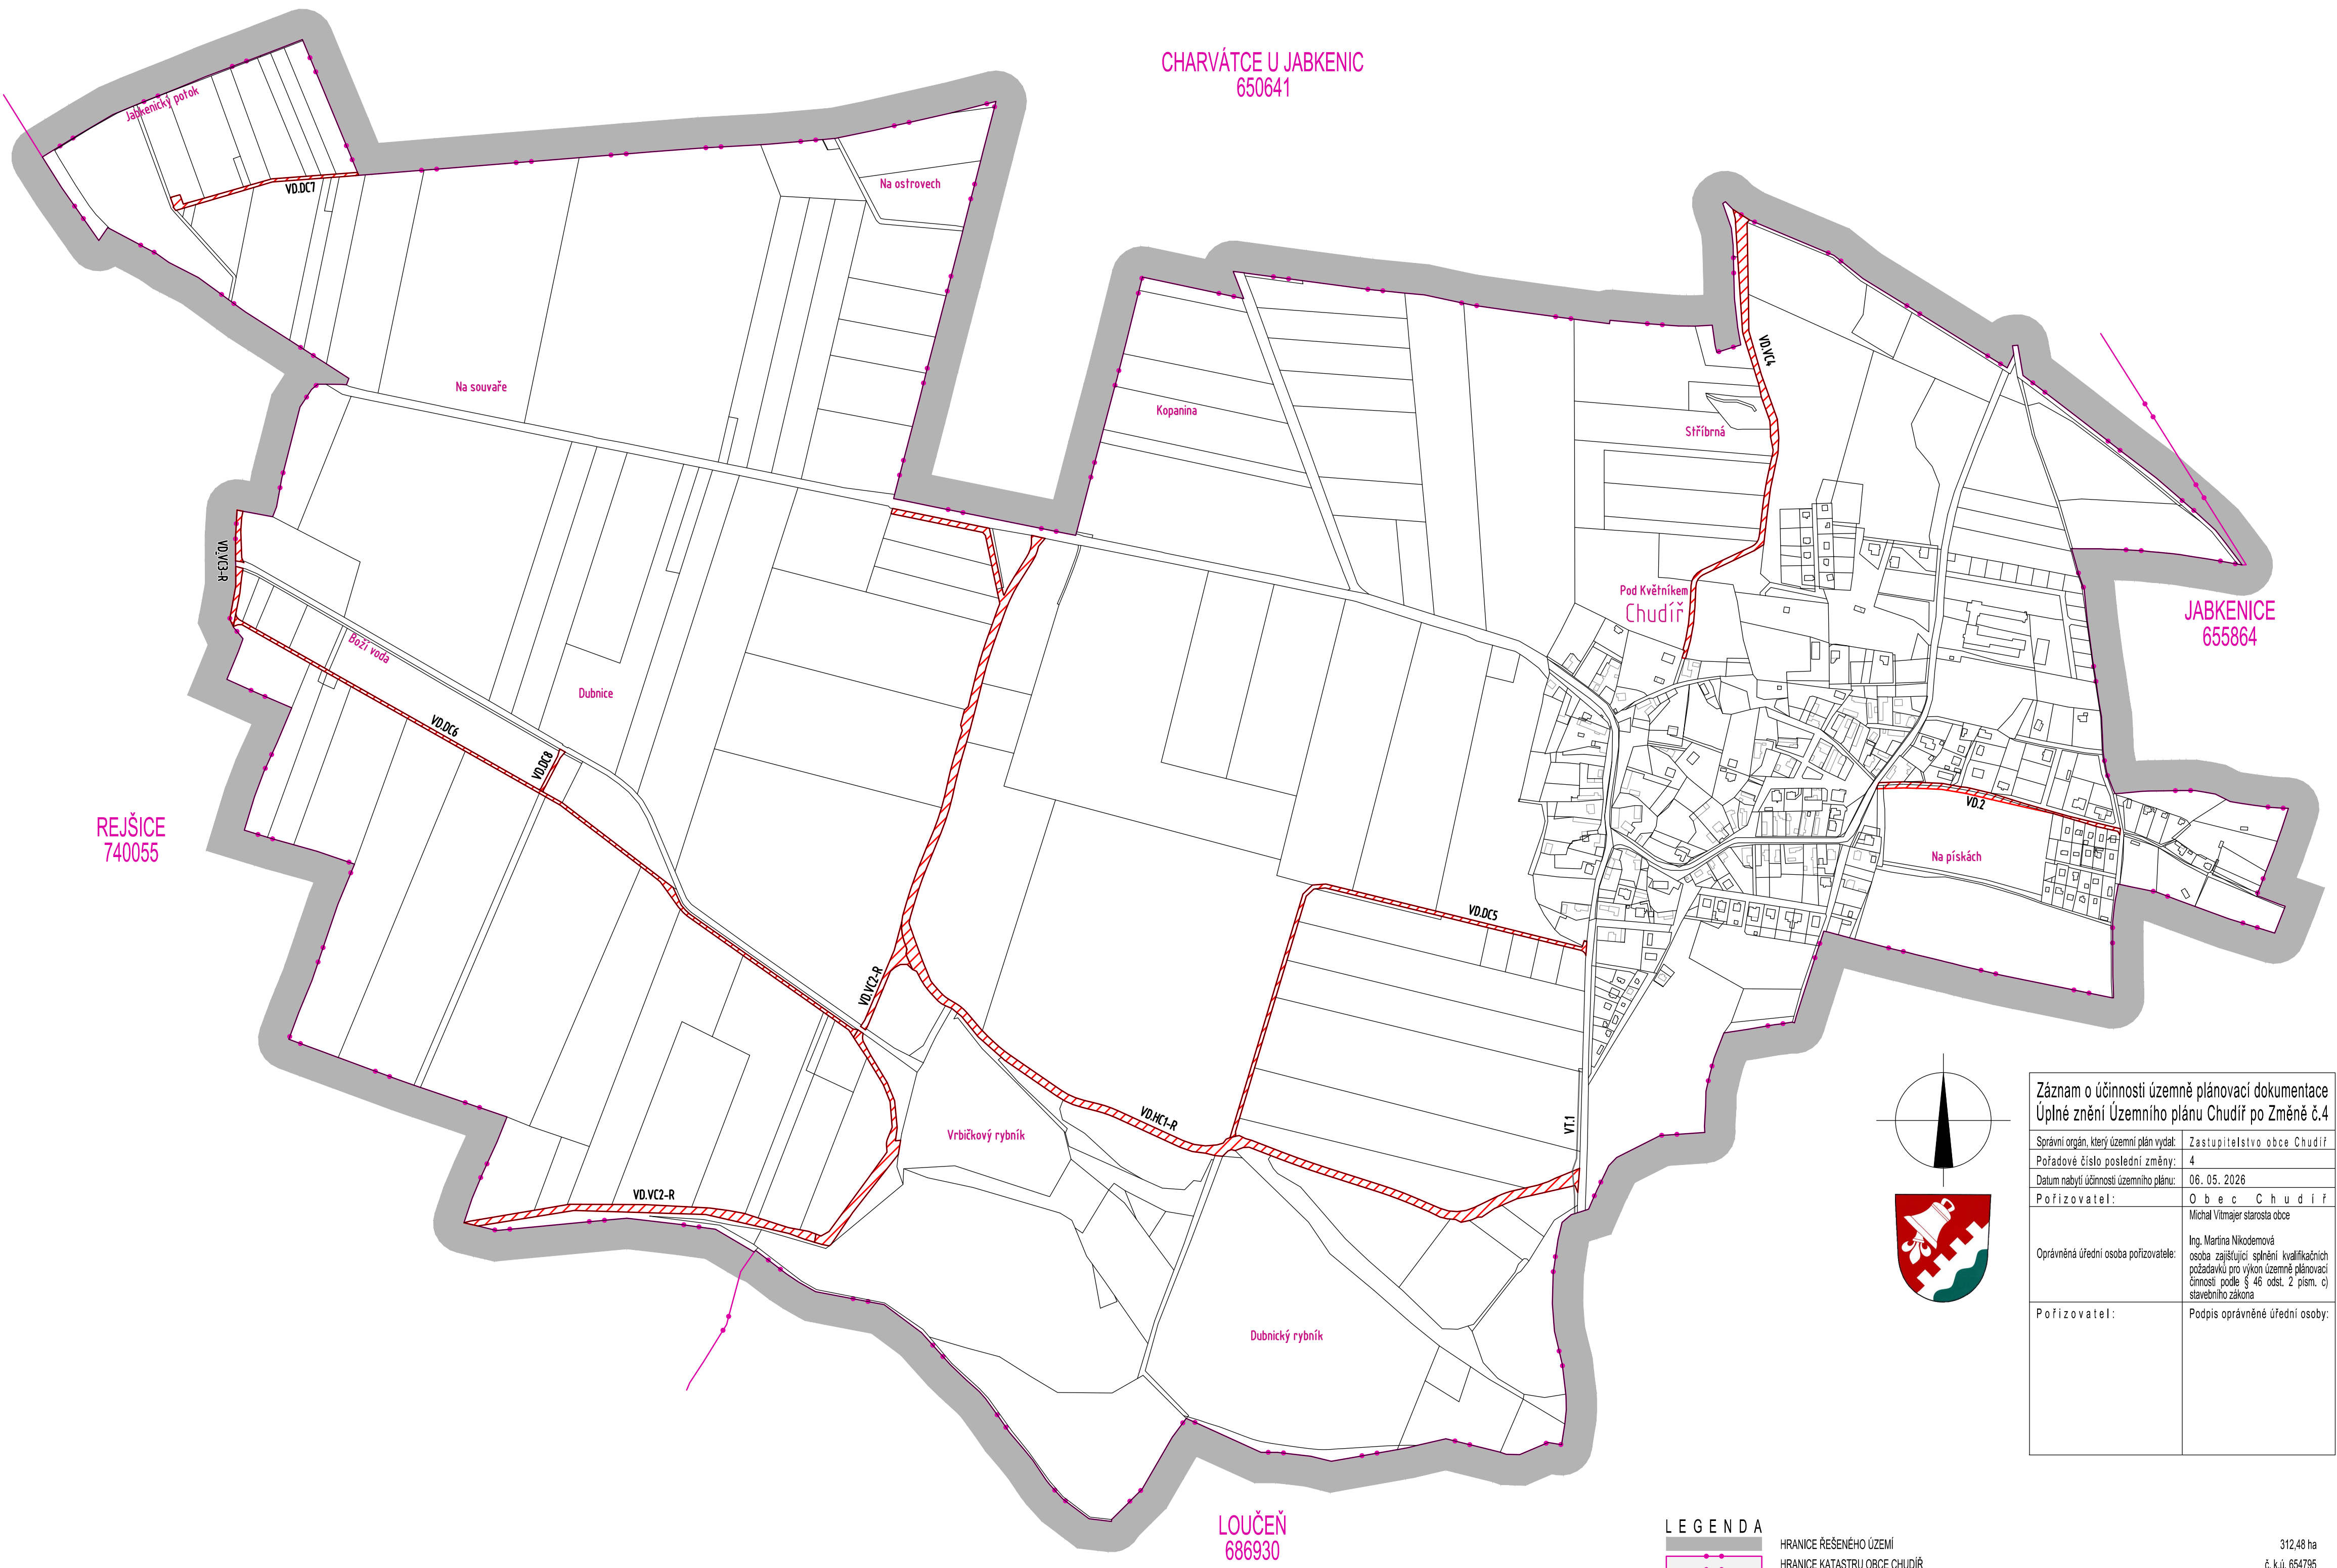 CHARVÁTCE U JABKENIC
650641
Jabkenický potok
VD.DC7
Na ostrovech
Na souvaře
Kopanina
VD.VC4
Stříbrná
VD.VC3-R
Pod Květníkem
Chudíř
JABKENICE
655864
Boží voda
Dubnice
VD.DC6
VD.DC8
VD.2
REJŠICE
740055
Na pískách
VD.DC5
VD.VC2-R
VD.HC1-R
VT.1
Vrbičkový rybník
VD.VC2-R
Dubnický rybník
LOUČEŇ
686930
Záznam o účinnosti územně plánovací dokumentace
Úplné znění Územního plánu Chudíř po Změně č.4
Správní orgán, který územní plán vydal: Zastupitelstvo obce Chudíř
Pořadové číslo poslední změny: 4
Datum nabytí účinnosti územního plánu: 06. 05. 2026
Pořizovatel: Obec Chudíř
Oprávněná úřední osoba pořizovatele: Michal Vitmajer starosta obce
Ing. Martina Nikodemová
osoba zajišťující splnění kvalifikačních
požadavků pro výkon územně plánovací
činnosti podle § 46 odst. 2 písm. c)
stavebního zákona
Pořizovatel: Podpis oprávněné úřední osoby:
LEGENDA
HRANICE ŘEŠENÉHO ÚZEMÍ 312,48 ha
HRANICE KATASTRU OBCE CHUDÍŘ č. k.ú. 654795